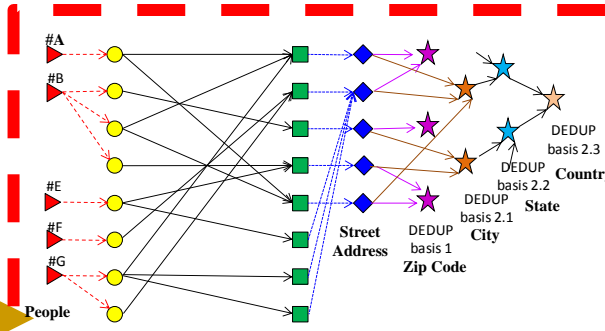 #A
#B
#E
#F
#G
People
Street
Address
DEDUP
basis 1
Zip Code
DEDUP
basis 2.1
City
DEDUP
basis 2.2
State
DEDUP
basis 2.3
Countr